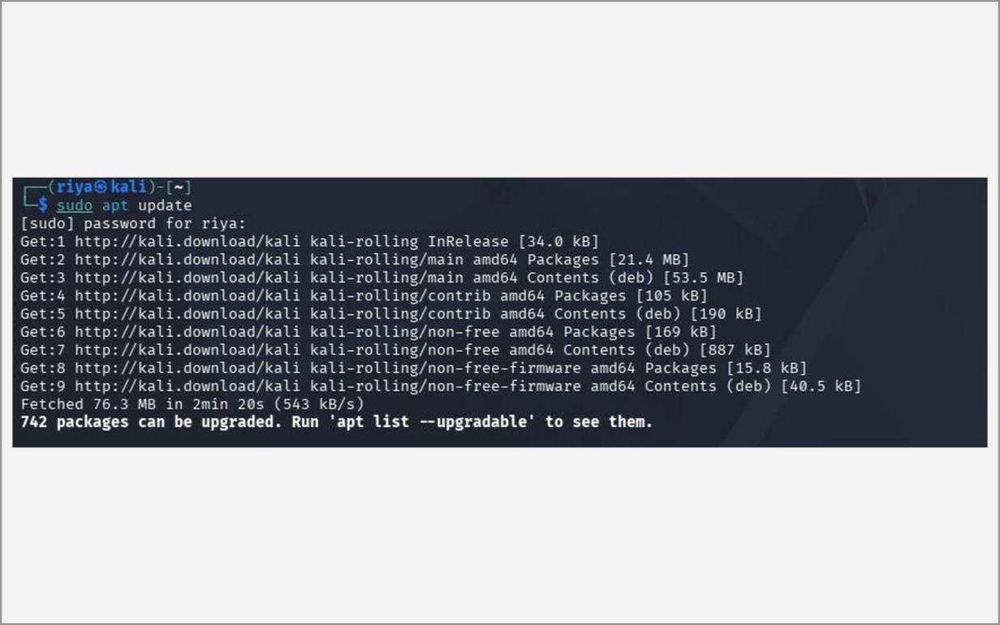 ┌──(riya㉿kali)-[~]
└─$ sudo apt update
[sudo] password for riya:
Get:1 http://kali.download/kali kali-rolling InRelease [34.0 kB]
Get:2 http://kali.download/kali kali-rolling/main amd64 Packages [21.4 MB]
Get:3 http://kali.download/kali kali-rolling/main amd64 Contents (deb) [53.5 MB]
Get:4 http://kali.download/kali kali-rolling/contrib amd64 Packages [105 kB]
Get:5 http://kali.download/kali kali-rolling/contrib amd64 Contents (deb) [190 kB]
Get:6 http://kali.download/kali kali-rolling/non-free amd64 Packages [169 kB]
Get:7 http://kali.download/kali kali-rolling/non-free amd64 Contents (deb) [887 kB]
Get:8 http://kali.download/kali kali-rolling/non-free-firmware amd64 Packages [15.8 kB]
Get:9 http://kali.download/kali kali-rolling/non-free-firmware amd64 Contents (deb) [40.5 kB]
Fetched 76.3 MB in 2min 20s (543 kB/s)
742 packages can be upgraded. Run 'apt list --upgradable' to see them.